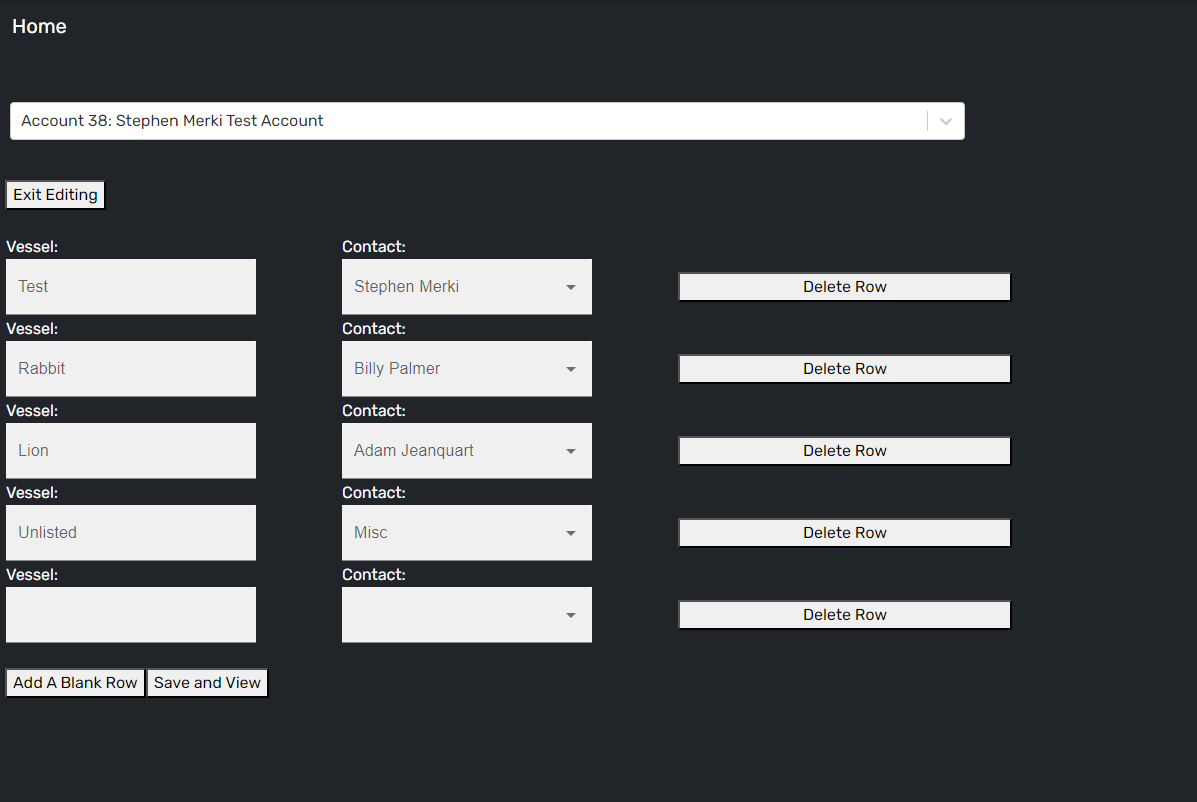 Home
Account 38: Stephen Merki Test Account
Exit Editing
Vessel: Contact:
Test Stephen Merki Delete Row
Vessel: Contact:
Rabbit Billy Palmer Delete Row
Vessel: Contact:
Lion Adam Jeanquart Delete Row
Vessel: Contact:
Unlisted Misc Delete Row
Vessel: Contact:
Delete Row
Add A Blank Row Save and View